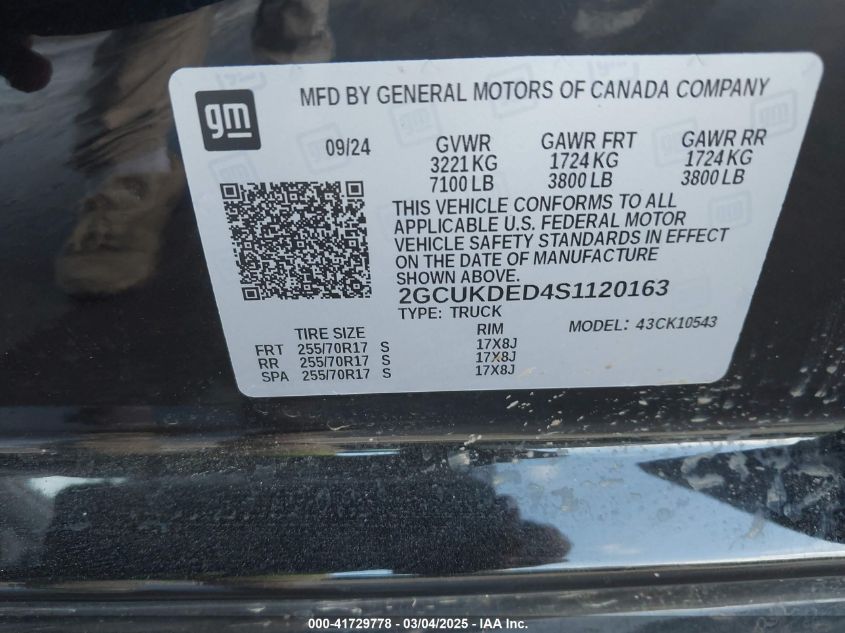 gm
MFD BY GENERAL MOTORS OF CANADA COMPANY
09/24
GVWR GAWR FRT GAWR RR
3221 KG 1724 KG 1724 KG
7100 LB 3800 LB 3800 LB
THIS VEHICLE CONFORMS TO ALL
APPLICABLE U.S. FEDERAL MOTOR
VEHICLE SAFETY STANDARDS IN EFFECT
ON THE DATE OF MANUFACTURE
SHOWN ABOVE.
2GCUKDED4S1120163
TYPE: TRUCK
MODEL: 43CK10543
TIRE SIZE RIM
FRT 255/70R17 S 17X8J
RR 255/70R17 S 17X8J
SPA 255/70R17 S 17X8J
000-41729778 - 03/04/2025 - IAA Inc.